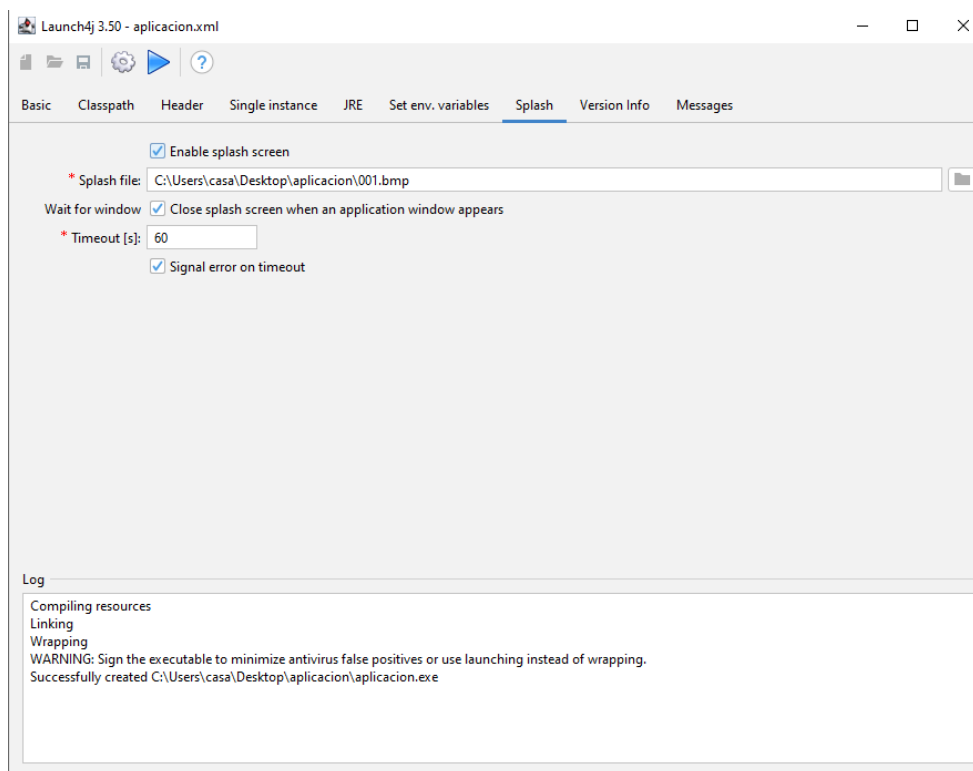 Launch4j 3.50 - aplicacion.xml
?
Basic Classpath Header Single instance JRE Set env. variables Splash Version Info Messages
Enable splash screen
* Splash file: C:\Users\casa\Desktop\aplicacion\001.bmp
Wait for window Close splash screen when an application window appears
* Timeout [s]: 60
Signal error on timeout
Log
Compiling resources
Linking
Wrapping
WARNING: Sign the executable to minimize antivirus false positives or use launching instead of wrapping.
Successfully created C:\Users\casa\Desktop\aplicacion\aplicacion.exe